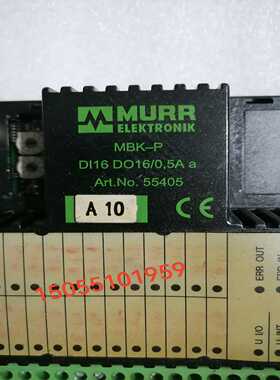 MURR
ELEKTRONIK
MBK-P
DI16 DO16/0,5A a
Art.No. 55405
A 10
CE
15055101959
ERR OUT
U I/O